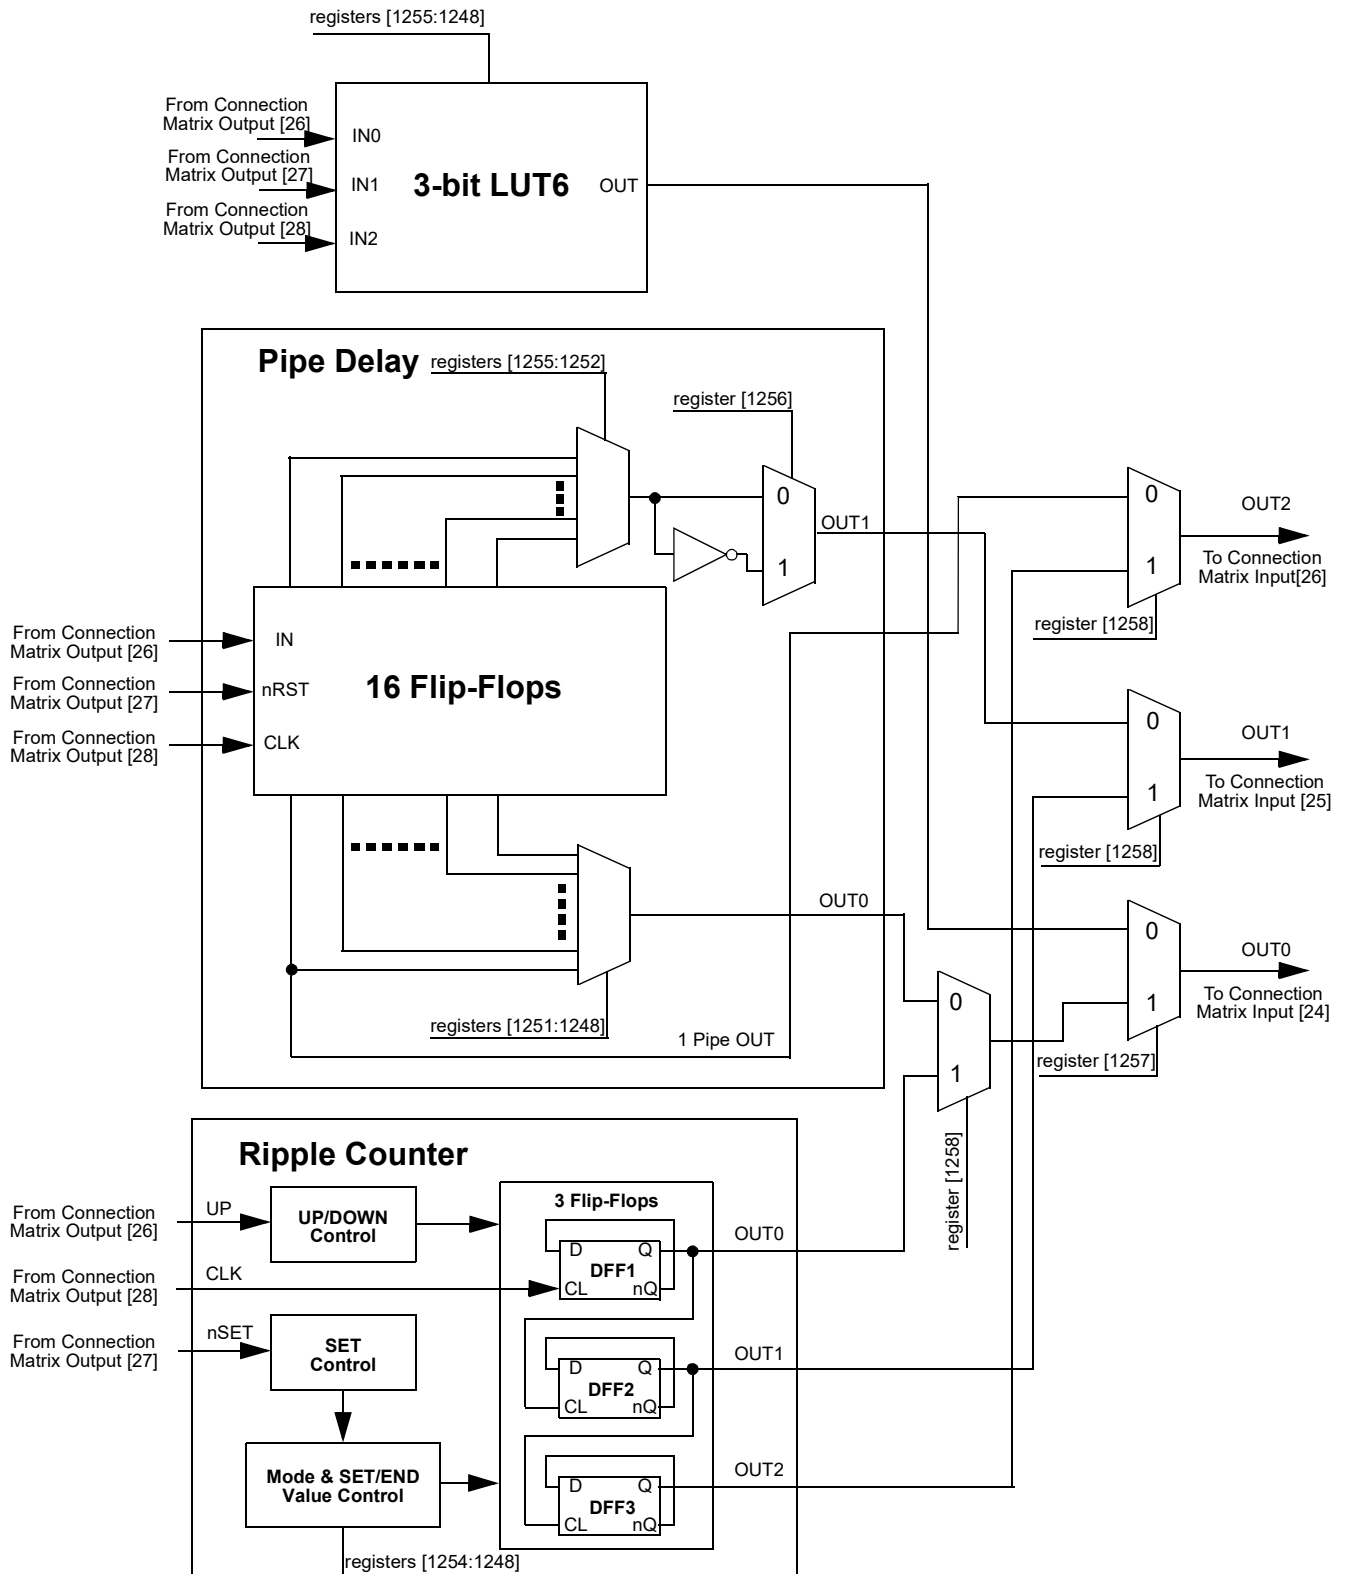 registers [1255:1248]
From Connection
Matrix Output [26]
IN0
From Connection
Matrix Output [27]
IN1
3-bit LUT6
OUT
From Connection
Matrix Output [28]
IN2
Pipe Delay
registers [1255:1252]
register [1256]
0
1
OUT1
0
1
OUT2
To Connection
Matrix Input[26]
register [1258]
From Connection
Matrix Output [26]
IN
From Connection
Matrix Output [27]
nRST
16 Flip-Flops
From Connection
Matrix Output [28]
CLK
0
1
OUT1
To Connection
Matrix Input [25]
register [1258]
OUT0
registers [1251:1248]
1 Pipe OUT
0
1
register [1258]
0
1
OUT0
To Connection
Matrix Input [24]
register [1257]
Ripple Counter
From Connection
Matrix Output [26]
UP
UP/DOWN
Control
3 Flip-Flops
D
Q
DFF1
CL
nQ
OUT0
From Connection
Matrix Output [28]
CLK
From Connection
Matrix Output [27]
nSET
SET
Control
D
Q
DFF2
CL
nQ
OUT1
Mode & SET/END
Value Control
D
Q
DFF3
CL
nQ
OUT2
registers [1254:1248]